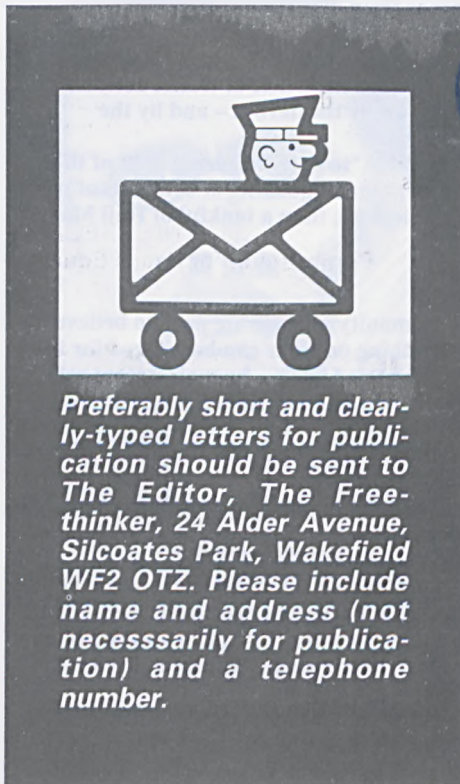 Preferably short and clear-
ly-typed letters for publi-
cation should be sent to
The Editor, The Free-
thinker, 24 Alder Avenue,
Silcoates Park, Wakefield
WF2 OTZ. Please include
name and address (not
necesssarily for publica-
tion) and a telephone
number.